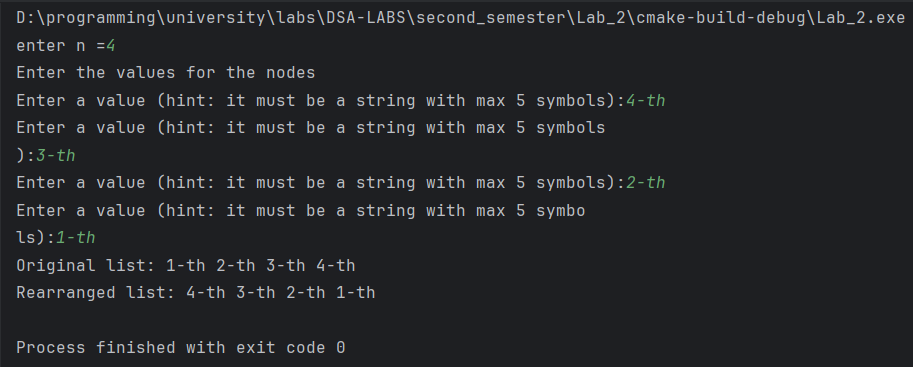 D:\programming\university\labs\DSA-LABS\second_semester\Lab_2\cmake-build-debug\Lab_2.exe
enter n =4
Enter the values for the nodes
Enter a value (hint: it must be a string with max 5 symbols):4-th
Enter a value (hint: it must be a string with max 5 symbols
):3-th
Enter a value (hint: it must be a string with max 5 symbols):2-th
Enter a value (hint: it must be a string with max 5 symbo
ls):1-th
Original list: 1-th 2-th 3-th 4-th
Rearranged list: 4-th 3-th 2-th 1-th
Process finished with exit code 0